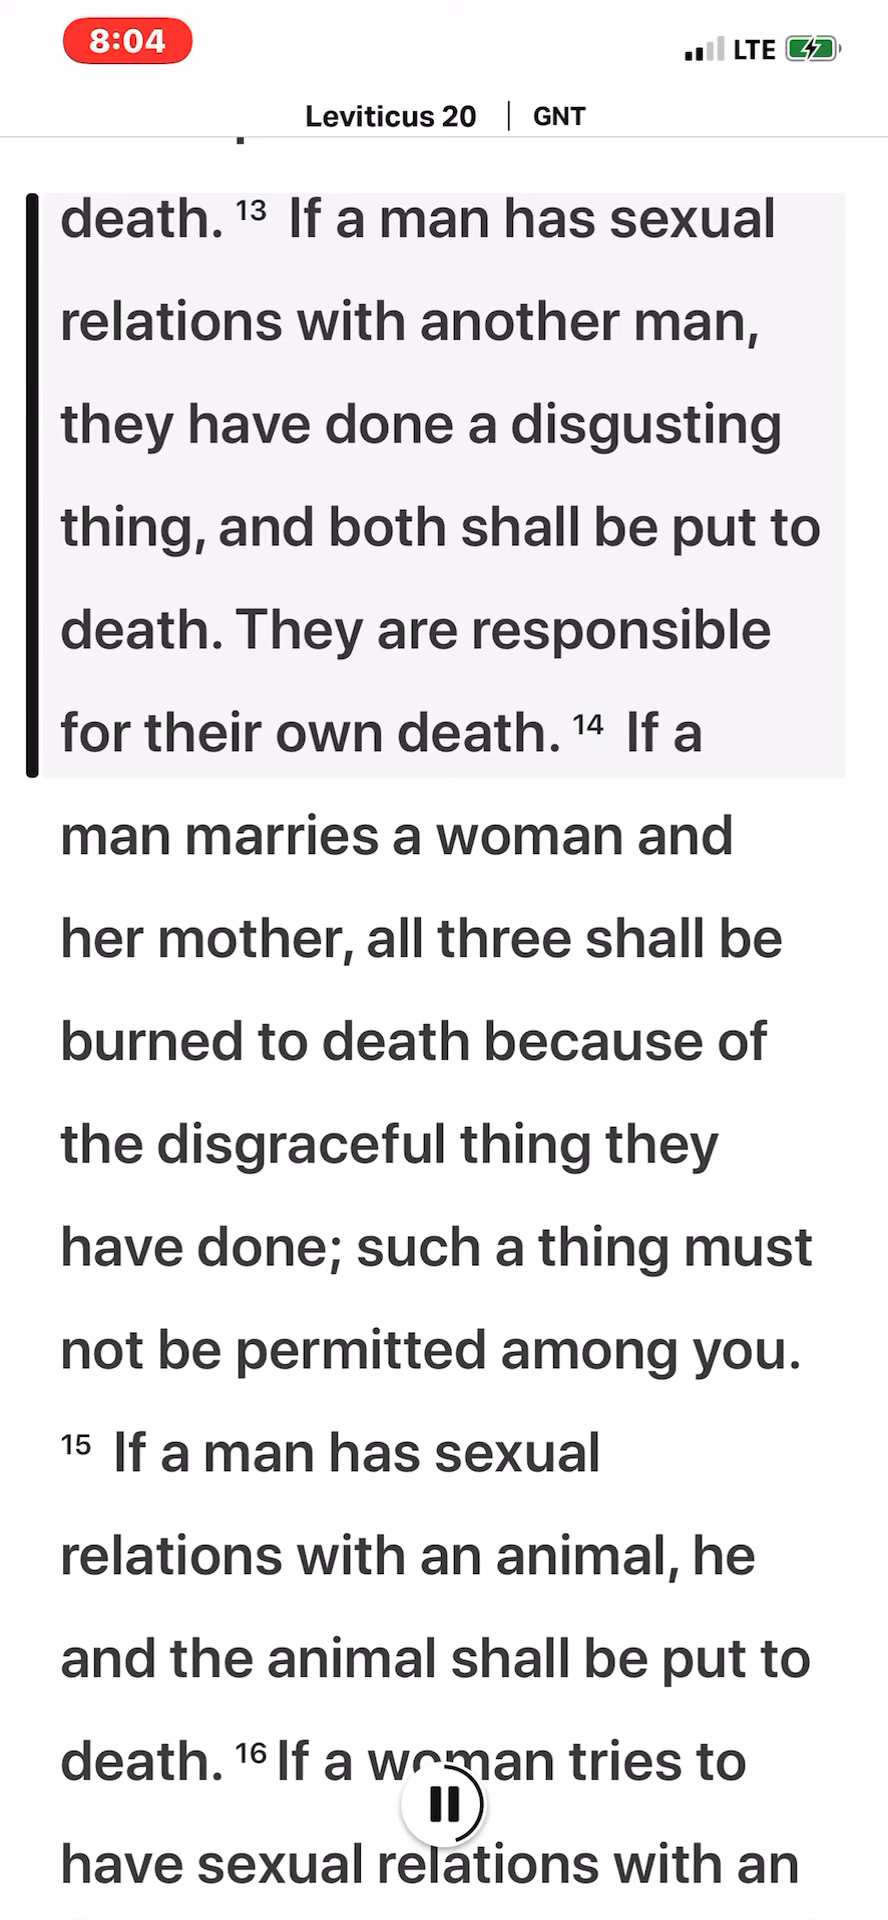 8:04
LTE
Leviticus 20 | GNT
death. 13 If a man has sexual
relations with another man,
they have done a disgusting
thing, and both shall be put to
death. They are responsible
for their own death. 14 If a
man marries a woman and
her mother, all three shall be
burned to death because of
the disgraceful thing they
have done; such a thing must
not be permitted among you.
15 If a man has sexual
relations with an animal, he
and the animal shall be put to
death. 16 If a woman tries to
have sexual relations with an